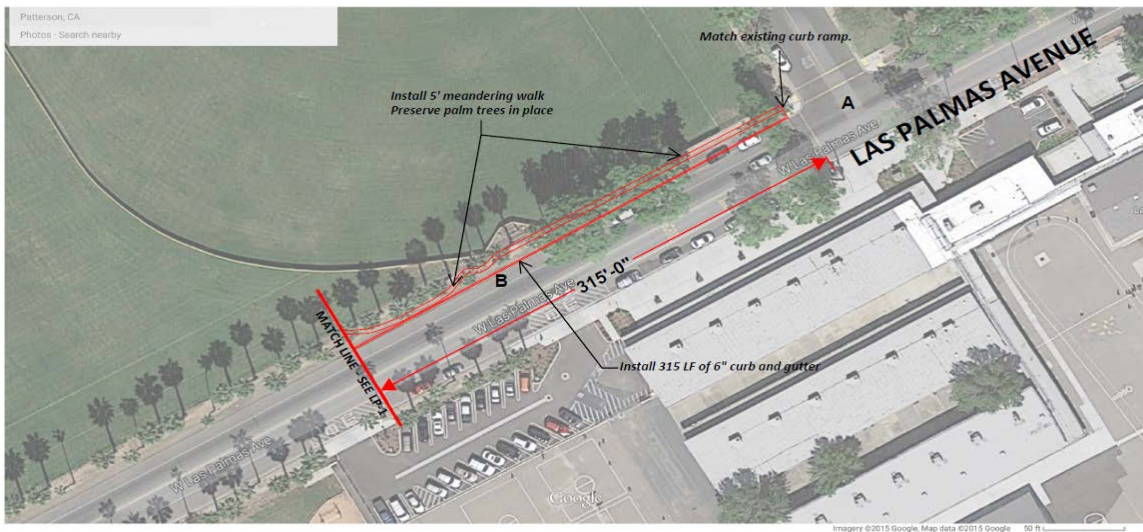 Patterson, CA
Photos · Search nearby
Match existing curb ramp.
Install 5' meandering walk
Preserve palm trees in place
A
LAS PALMAS AVENUE
W Las Palmas Ave
B
315'-0"
W Las Palmas Ave
MATCH LINE - SEE LP-1
Install 315 LF of 6" curb and gutter
W Las Palmas Ave
Google
Imagery ©2015 Google, Map data ©2015 Google 50 ft